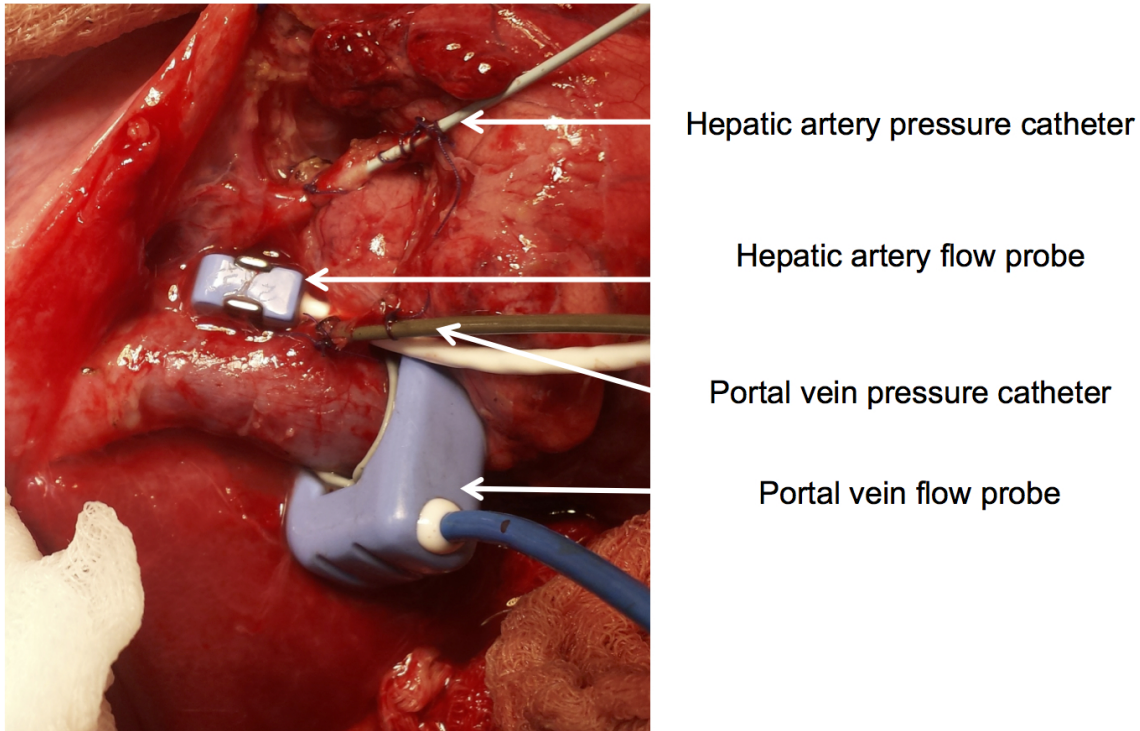 Hepatic artery pressure catheter
Hepatic artery flow probe
Portal vein pressure catheter
Portal vein flow probe